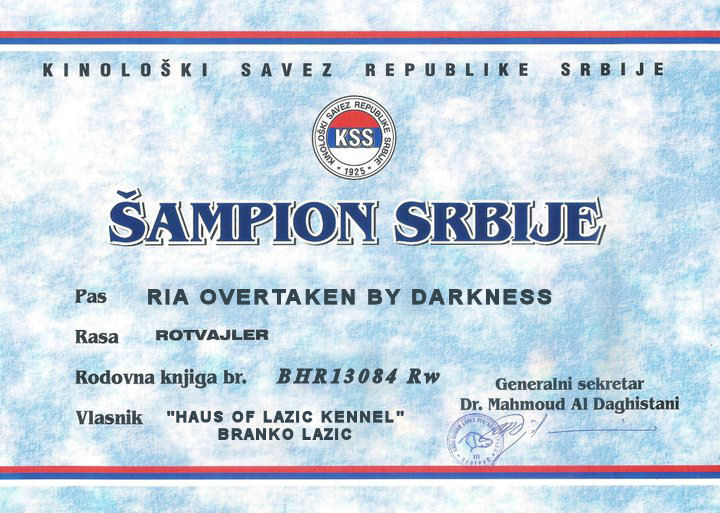 KINOLOŠKI SAVEZ REPUBLIKE SRBIJE
KINOLOŠKI SAVEZ REPUBLIKE SRBIJE
KSS
* 1925 *
ŠAMPION SRBIJE
Pas RIA OVERTAKEN BY DARKNESS
Rasa ROTVAJLER
Rodovna knjiga br. BHR13084 Rw
Generalni sekretar
Dr. Mahmoud Al Daghistani
Vlasnik "HAUS OF LAZIC KENNEL"
BRANKO LAZIC